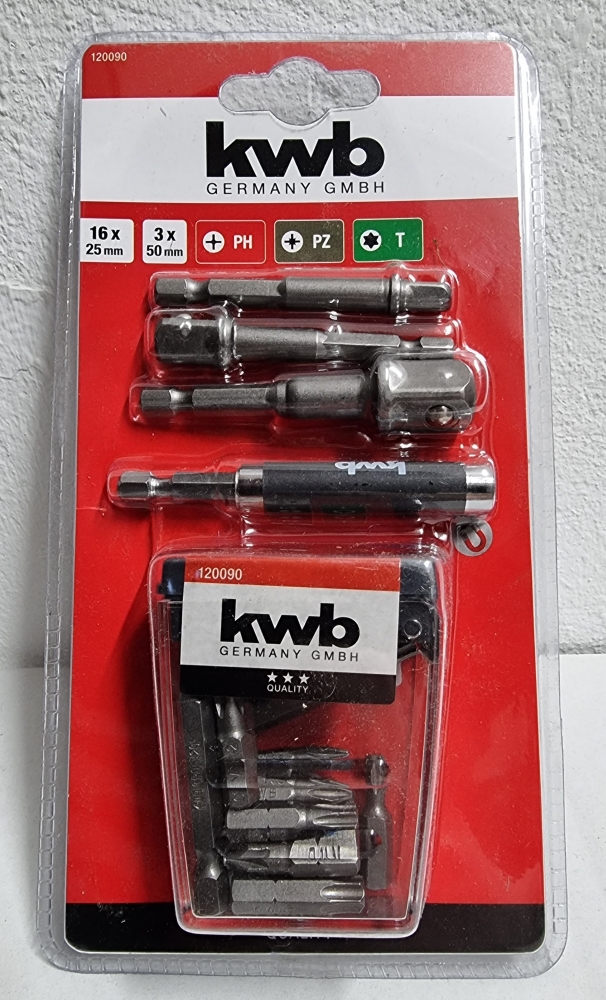 120090
kwb
GERMANY GMBH
16 x
25 mm
3 x
50 mm
PH
PZ
T
kwb
120090
kwb
GERMANY GMBH
QUALITY